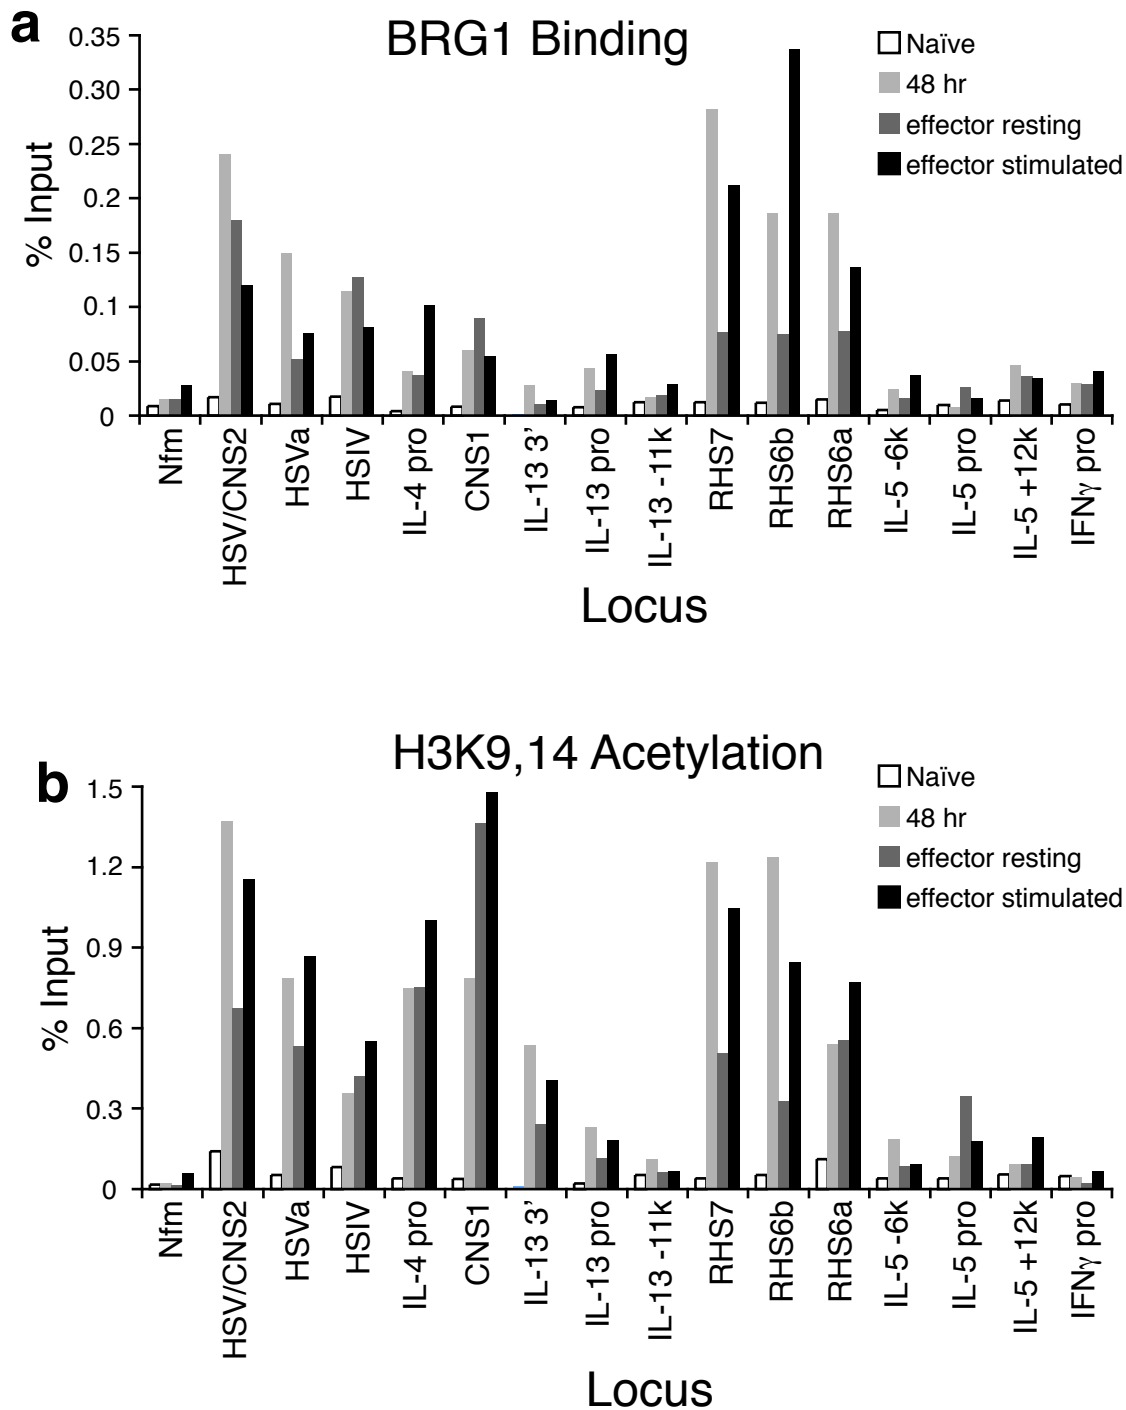 a
BRG1 Binding
0.35
0.30
0.25
0.2
0.15
0.1
0.05
0
% Input
Naïve
48 hr
effector resting
effector stimulated
Nfm
HSV/CNS2
HSVa
HSIV
IL-4 pro
CNS1
IL-13 3’
IL-13 pro
IL-13 -11k
RHS7
RHS6b
RHS6a
IL-5 -6k
IL-5 pro
IL-5 +12k
IFNγ pro
Locus
b
H3K9,14 Acetylation
1.5
1.2
0.9
0.6
0.3
0
% Input
Naïve
48 hr
effector resting
effector stimulated
Nfm
HSV/CNS2
HSVa
HSIV
IL-4 pro
CNS1
IL-13 3’
IL-13 pro
IL-13 -11k
RHS7
RHS6b
RHS6a
IL-5 -6k
IL-5 pro
IL-5 +12k
IFNγ pro
Locus